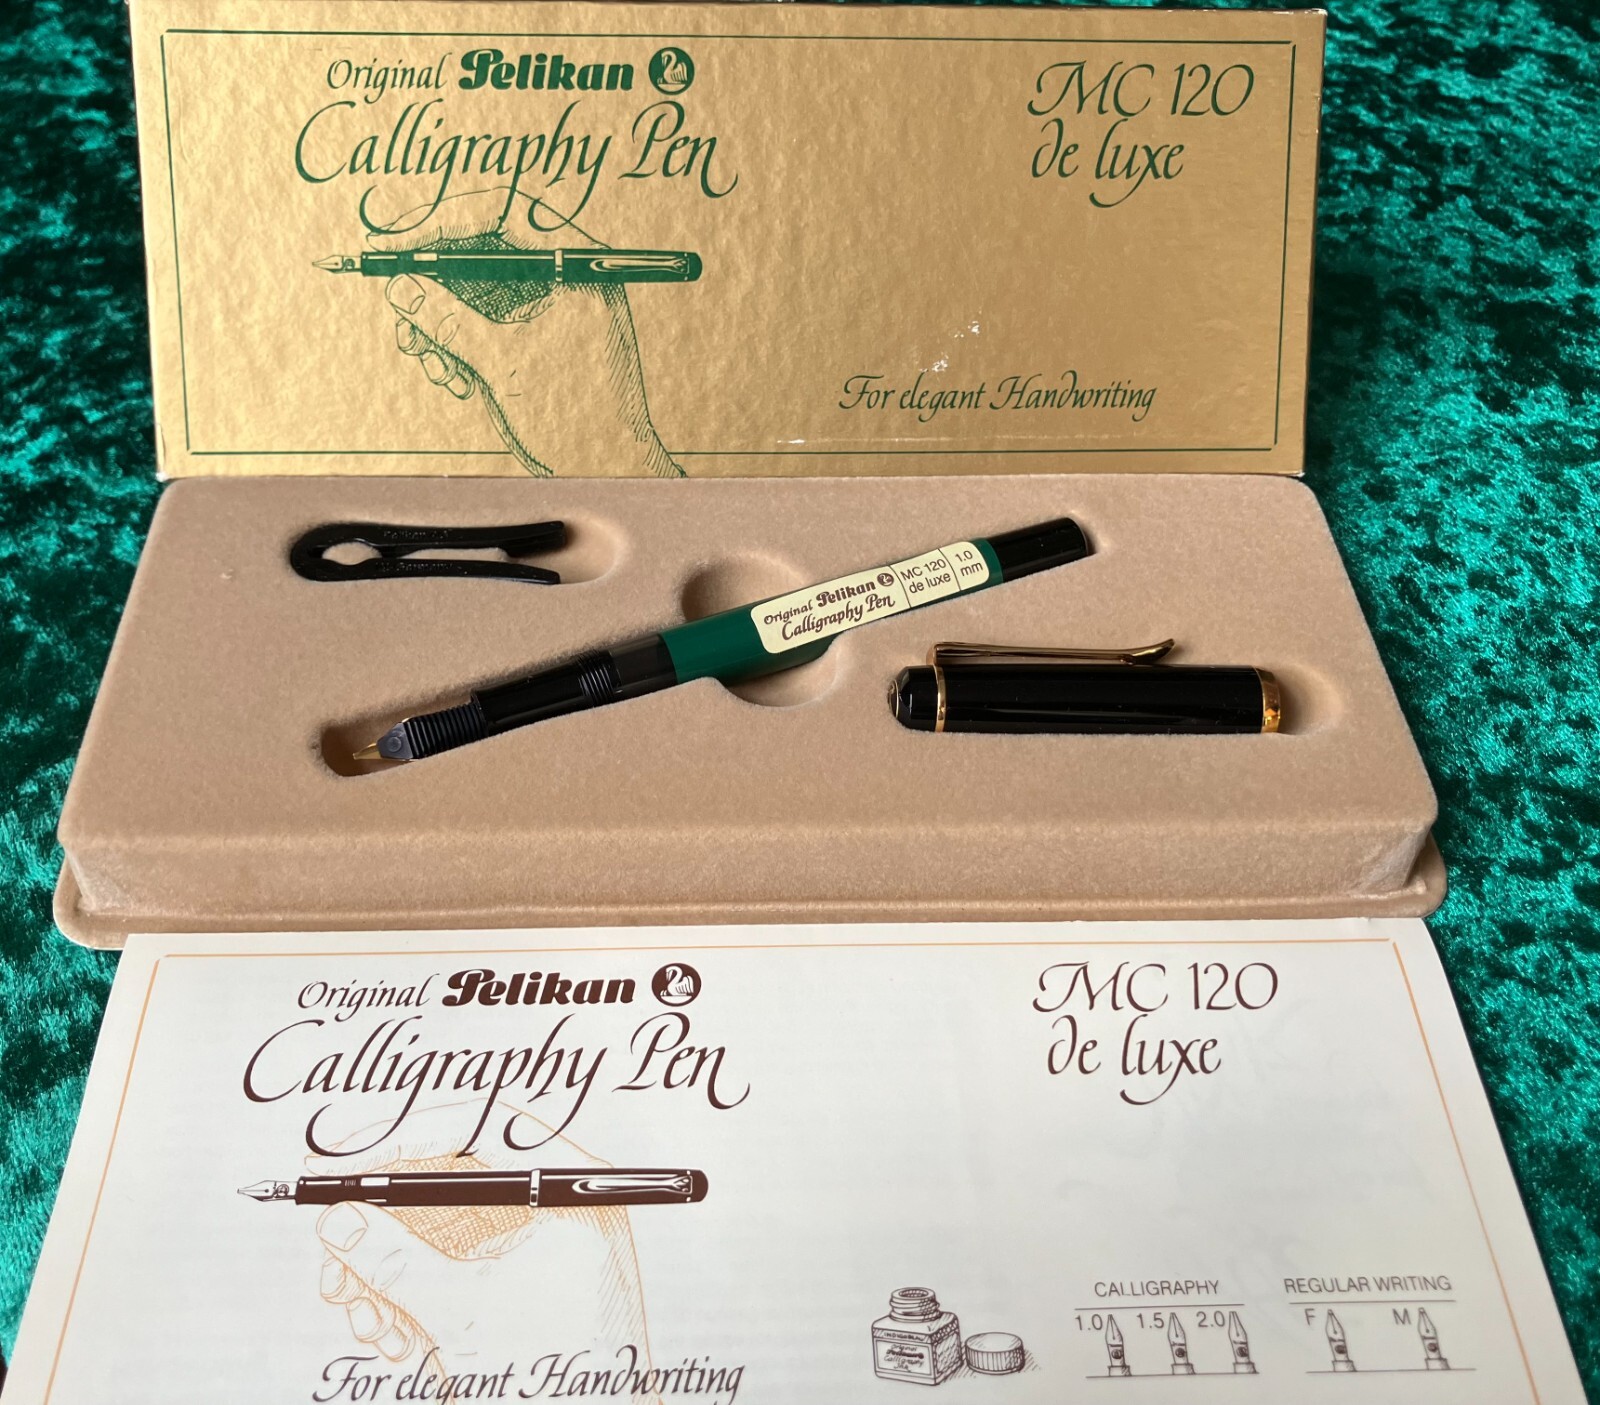 Original Pelikan
Calligraphy Pen
MC 120
de luxe
For elegant Handwriting
Original Pelikan
Calligraphy Pen
MC 120
de luxe
1.0
mm
Original Pelikan
Calligraphy Pen
MC 120
de luxe
For elegant Handwriting
CALLIGRAPHY
1.0 1.5 2.0
REGULAR WRITING
F M
Pelikan
Calligraphy